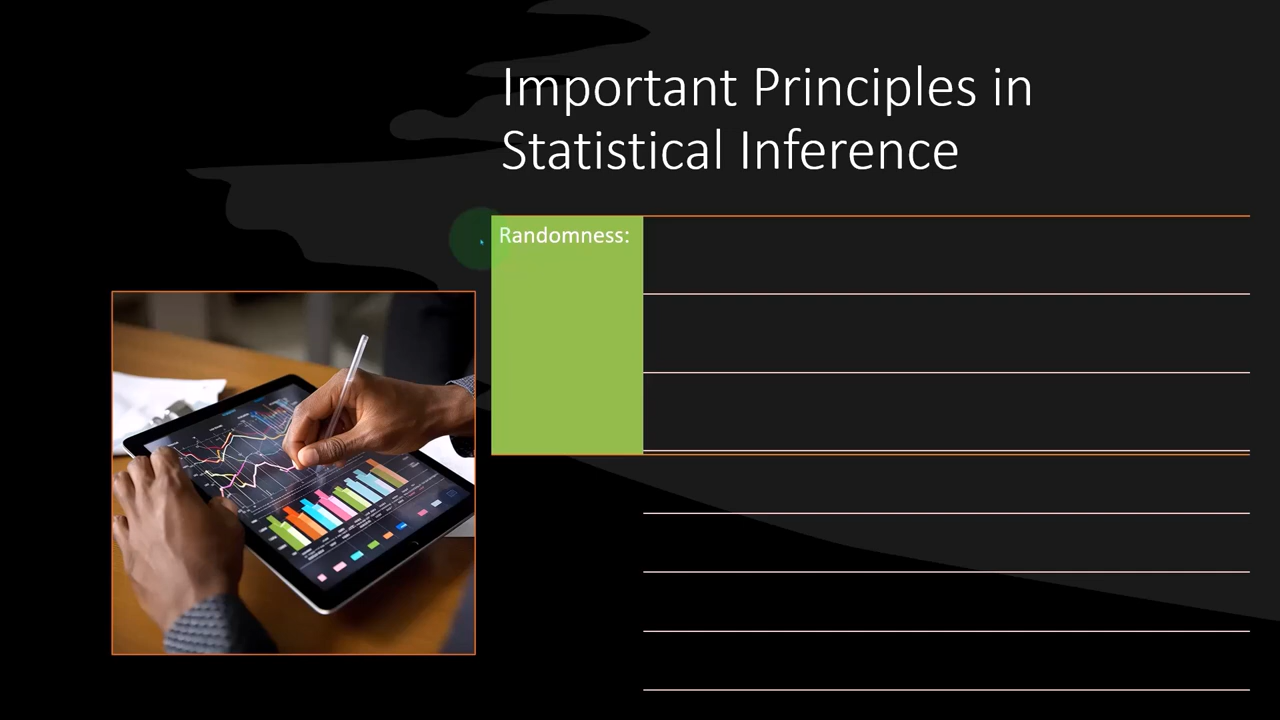 Important Principles in
Statistical Inference
Randomness: